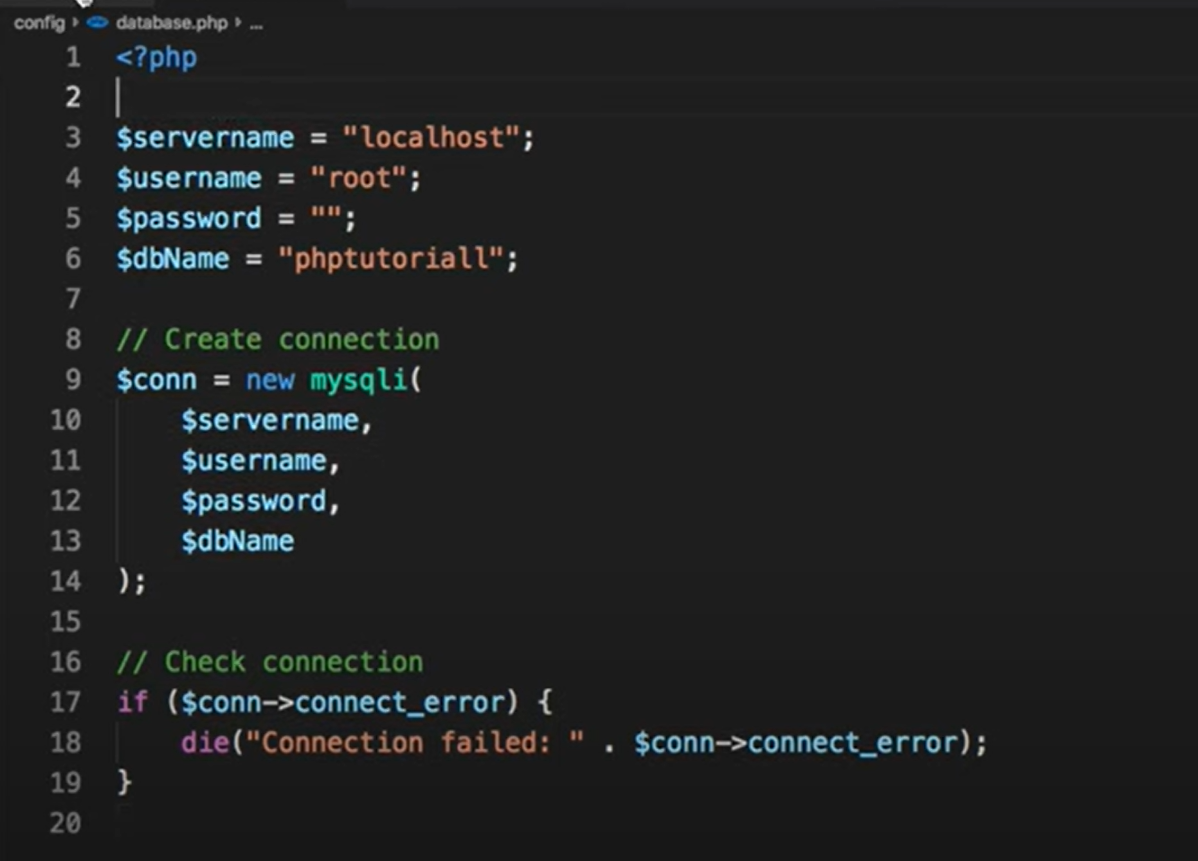 config › database.php › ...
1 <?php
2
3 $servername = "localhost";
4 $username = "root";
5 $password = "";
6 $dbName = "phptutoriall";
7
8 // Create connection
9 $conn = new mysqli(
10 $servername,
11 $username,
12 $password,
13 $dbName
14 );
15
16 // Check connection
17 if ($conn->connect_error) {
18 die("Connection failed: " . $conn->connect_error);
19 }
20